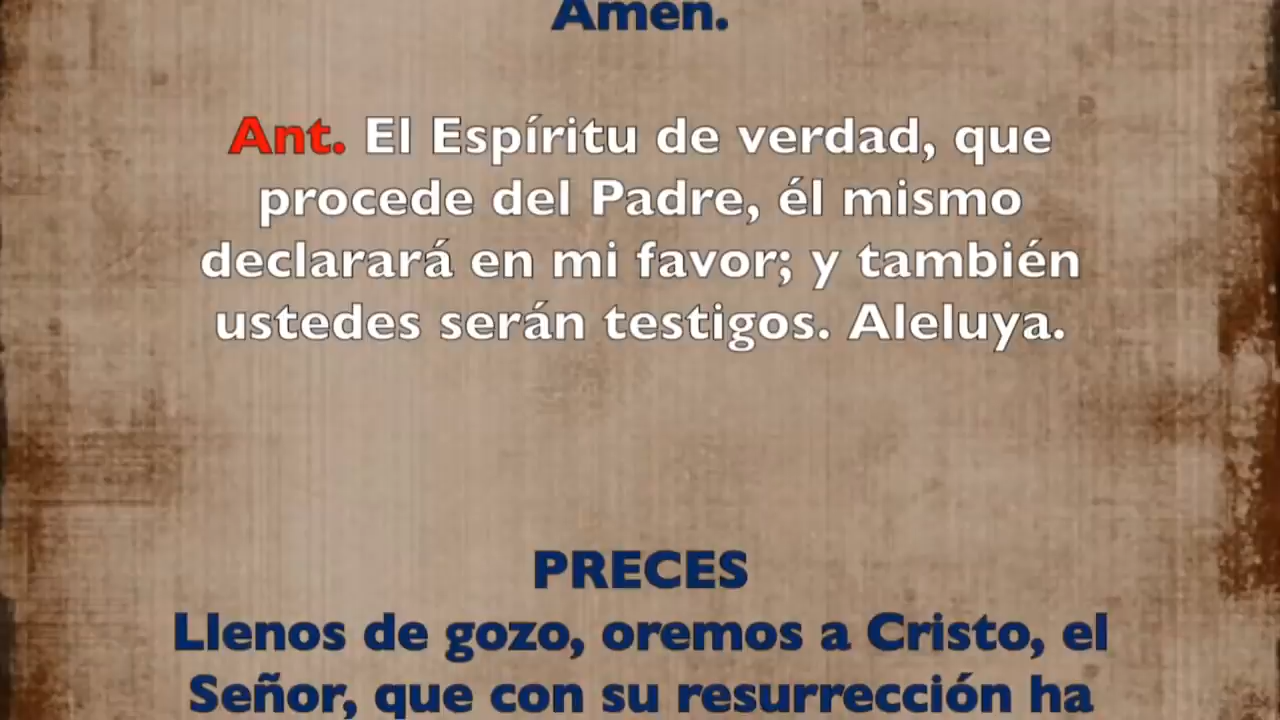 Amén.
Ant. El Espíritu de verdad, que
procede del Padre, él mismo
declarará en mi favor; y también
ustedes serán testigos. Aleluya.
PRECES
Llenos de gozo, oremos a Cristo, el
Señor, que con su resurrección ha